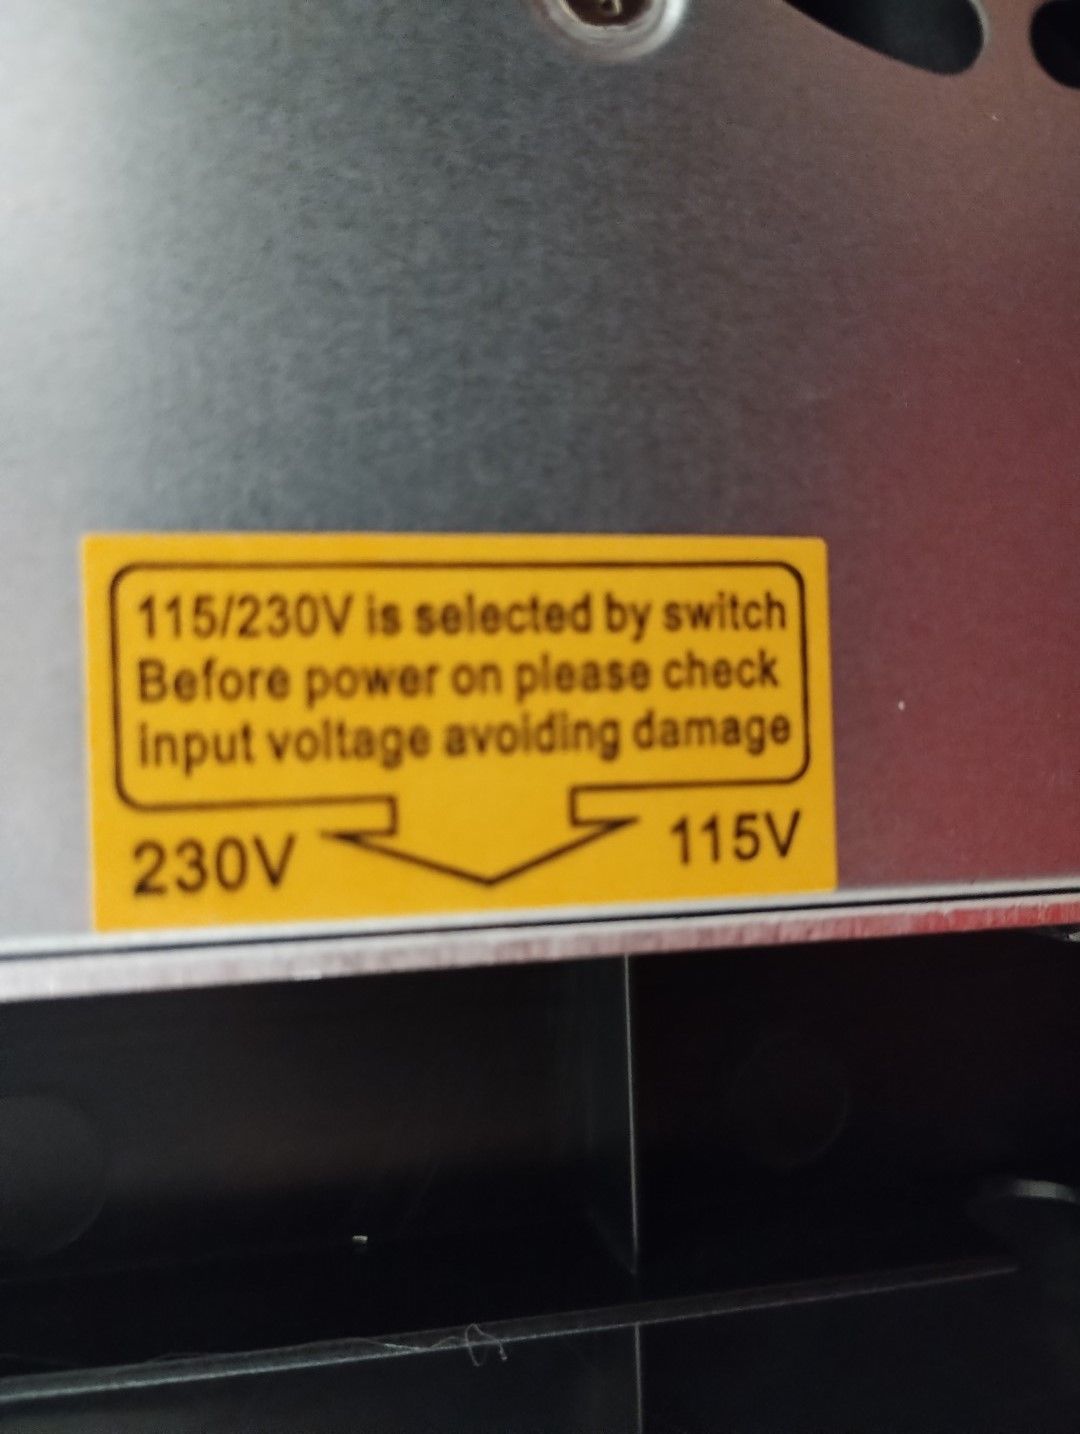 115/230V is selected by switch
Before power on please check
input voltage avoiding damage
230V 115V